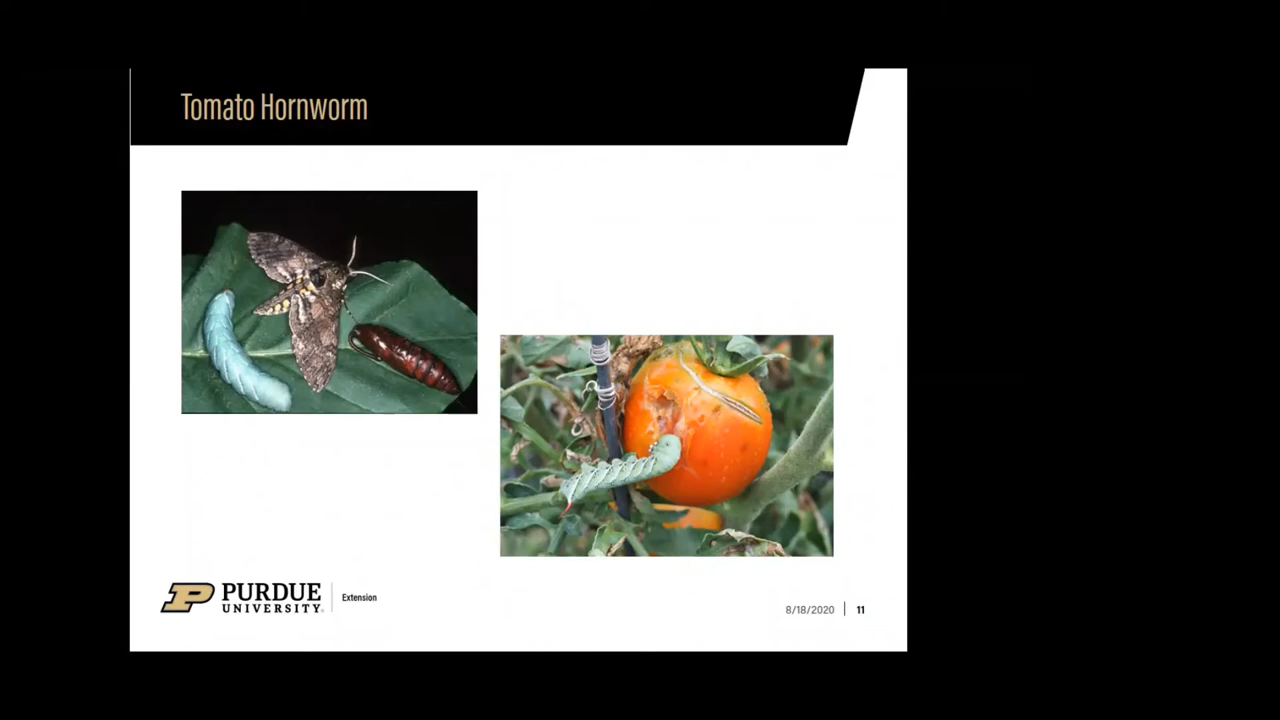 Tomato Hornworm
PURDUE
UNIVERSITY
Extension
8/18/2020
11